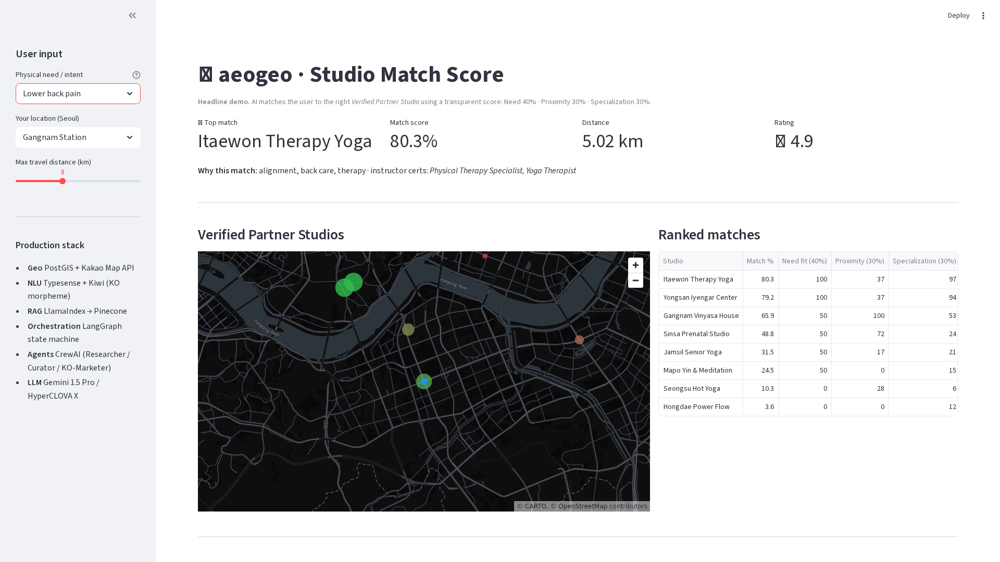 Deploy
User input
Physical need / intent
Lower back pain
Your location (Seoul)
Gangnam Station
Max travel distance (km)
8
Production stack
Geo PostGIS + Kakao Map API
NLU Typesense + Kiwi (KO
morpheme)
RAG LlamaIndex → Pinecone
Orchestration LangGraph
state machine
Agents CrewAI (Researcher /
Curator / KO-Marketer)
LLM Gemini 1.5 Pro /
HyperCLOVA X
aeogeo · Studio Match Score
Headline demo. AI matches the user to the right Verified Partner Studio using a transparent score: Need 40% · Proximity 30% · Specialization 30%.
Top match
Itaewon Therapy Yoga
Match score
80.3%
Distance
5.02 km
Rating
4.9
Why this match: alignment, back care, therapy · instructor certs: Physical Therapy Specialist, Yoga Therapist
Verified Partner Studios
Hangang River
Hangang River
© CARTO, © OpenStreetMap contributors
Ranked matches
Studio Match % Need fit (40%) Proximity (30%) Specialization (30%)
Itaewon Therapy Yoga 80.3 100 37 97
Yongsan Iyengar Center 79.2 100 37 94
Gangnam Vinyasa House 65.9 50 100 53
Sinsa Prenatal Studio 48.8 50 72 24
Jamsil Senior Yoga 31.5 50 17 21
Mapo Yin & Meditation 24.5 50 0 15
Seongsu Hot Yoga 10.3 0 28 6
Hongdae Power Flow 3.6 0 0 12